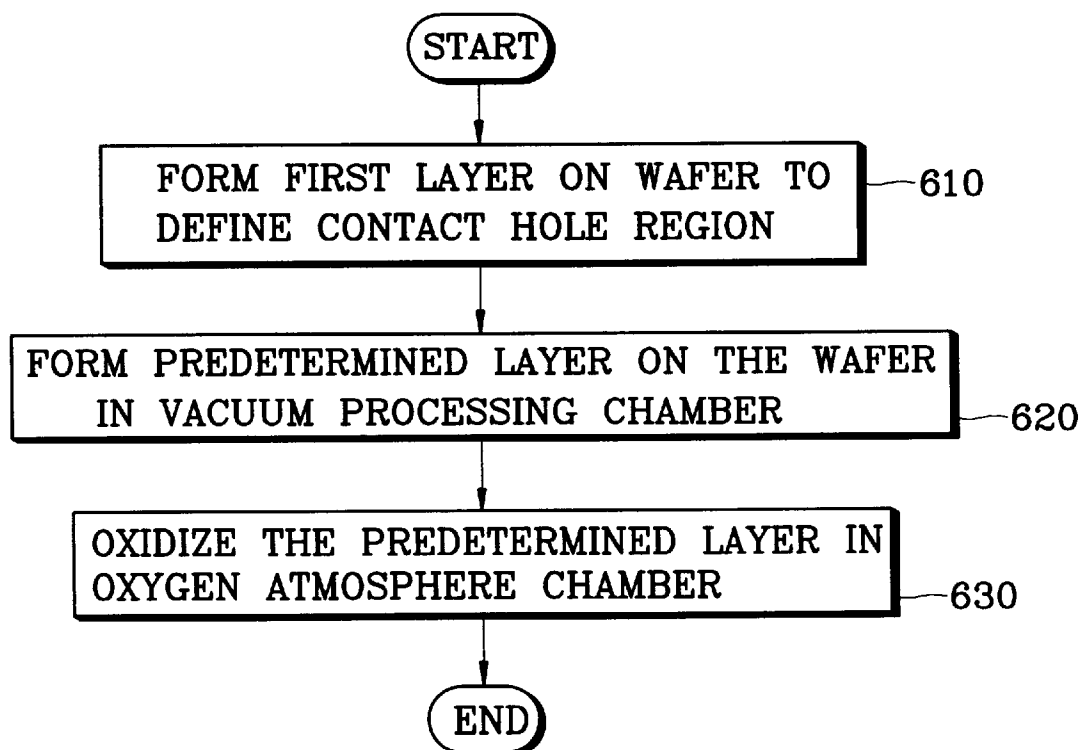 START
FORM FIRST LAYER ON WAFER TO
DEFINE CONTACT HOLE REGION
610
FORM PREDETERMINED LAYER ON THE WAFER
IN VACUUM PROCESSING CHAMBER
620
OXIDIZE THE PREDETERMINED LAYER IN
OXYGEN ATMOSPHERE CHAMBER
630
END